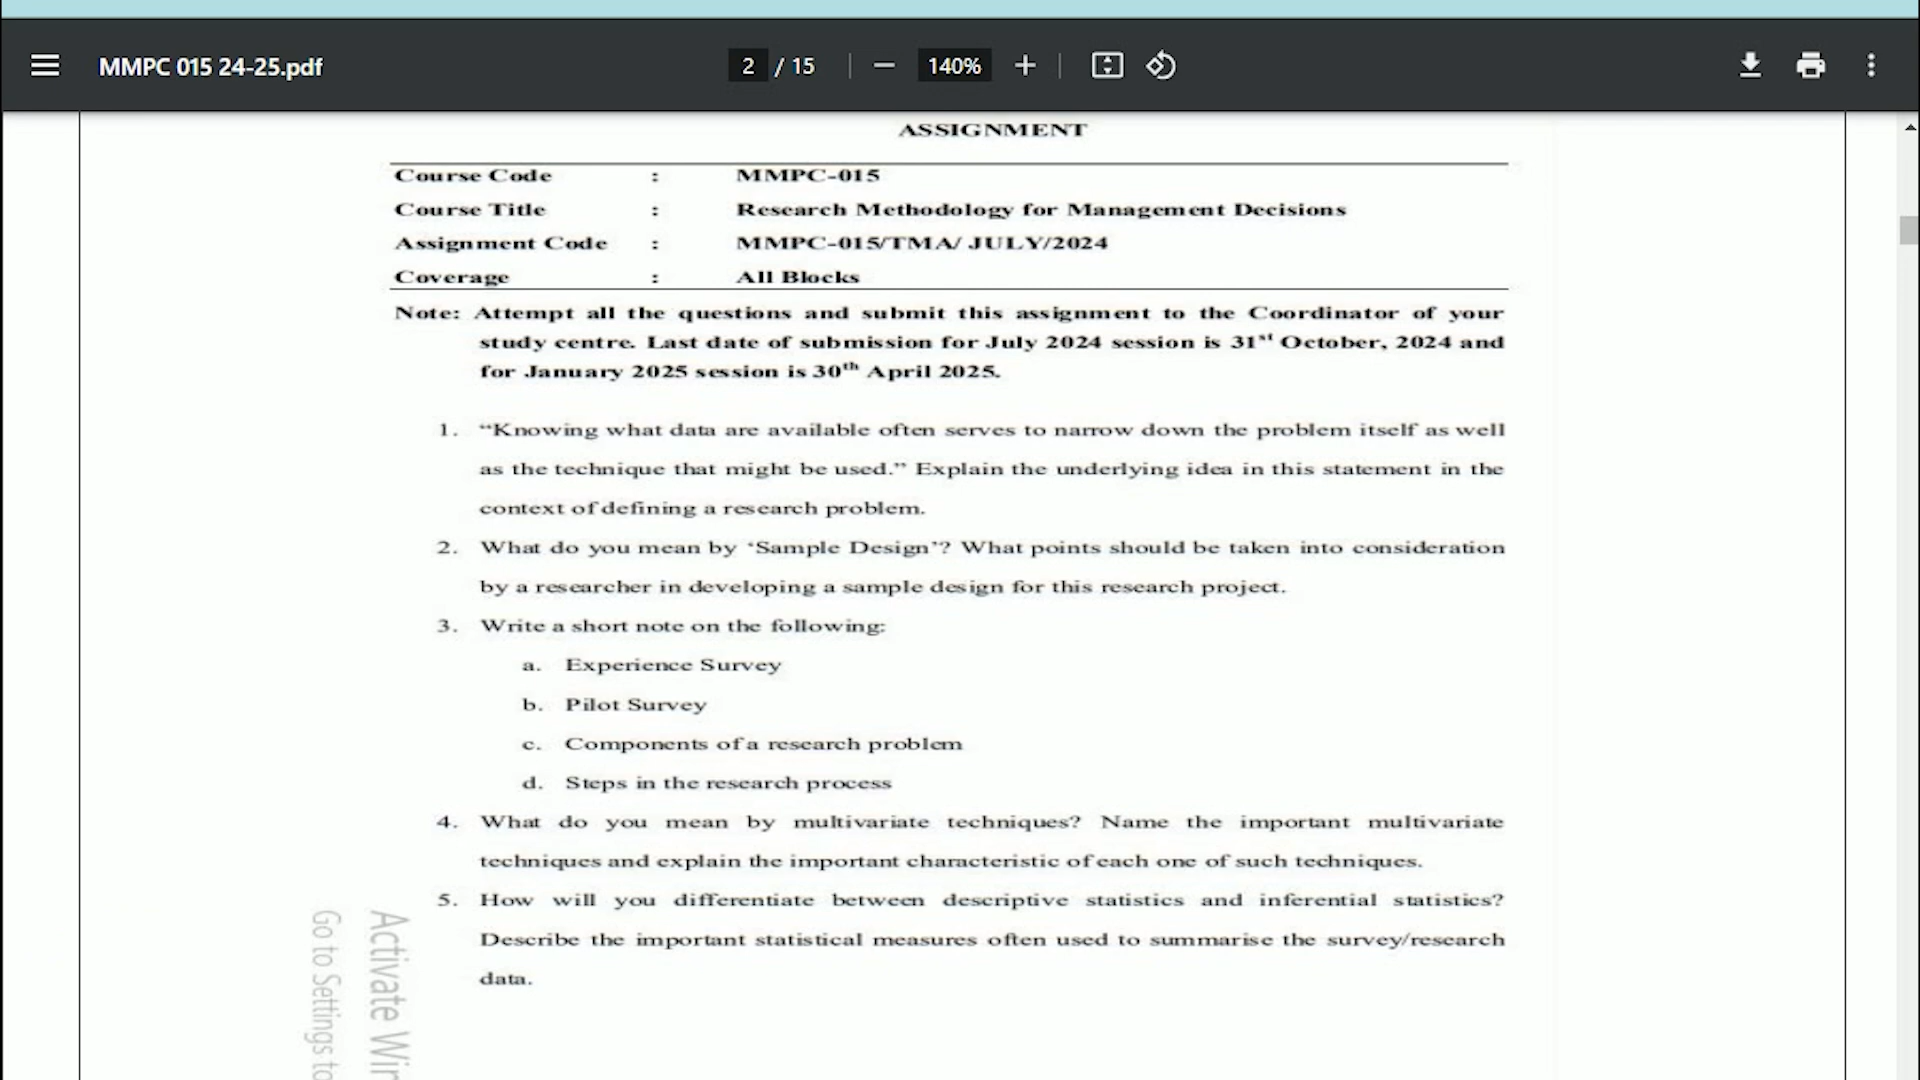 MMPC 015 24-25.pdf
2 / 15
140%
ASSIGNMENT
Course Code : MMPC-015
Course Title : Research Methodology for Management Decisions
Assignment Code : MMPC-015/TMA/ JULY/2024
Coverage : All Blocks
Note: Attempt all the questions and submit this assignment to the Coordinator of your
study centre. Last date of submission for July 2024 session is 31st October, 2024 and
for January 2025 session is 30th April 2025.
1. “Knowing what data are available often serves to narrow down the problem itself as well
as the technique that might be used.” Explain the underlying idea in this statement in the
context of defining a research problem.
2. What do you mean by ‘Sample Design’? What points should be taken into consideration
by a researcher in developing a sample design for this research project.
3. Write a short note on the following:
a. Experience Survey
b. Pilot Survey
c. Components of a research problem
d. Steps in the research process
4. What do you mean by multivariate techniques? Name the important multivariate
techniques and explain the important characteristic of each one of such techniques.
5. How will you differentiate between descriptive statistics and inferential statistics?
Describe the important statistical measures often used to summarise the survey/research
data.
Activate Win
Go to Settings to